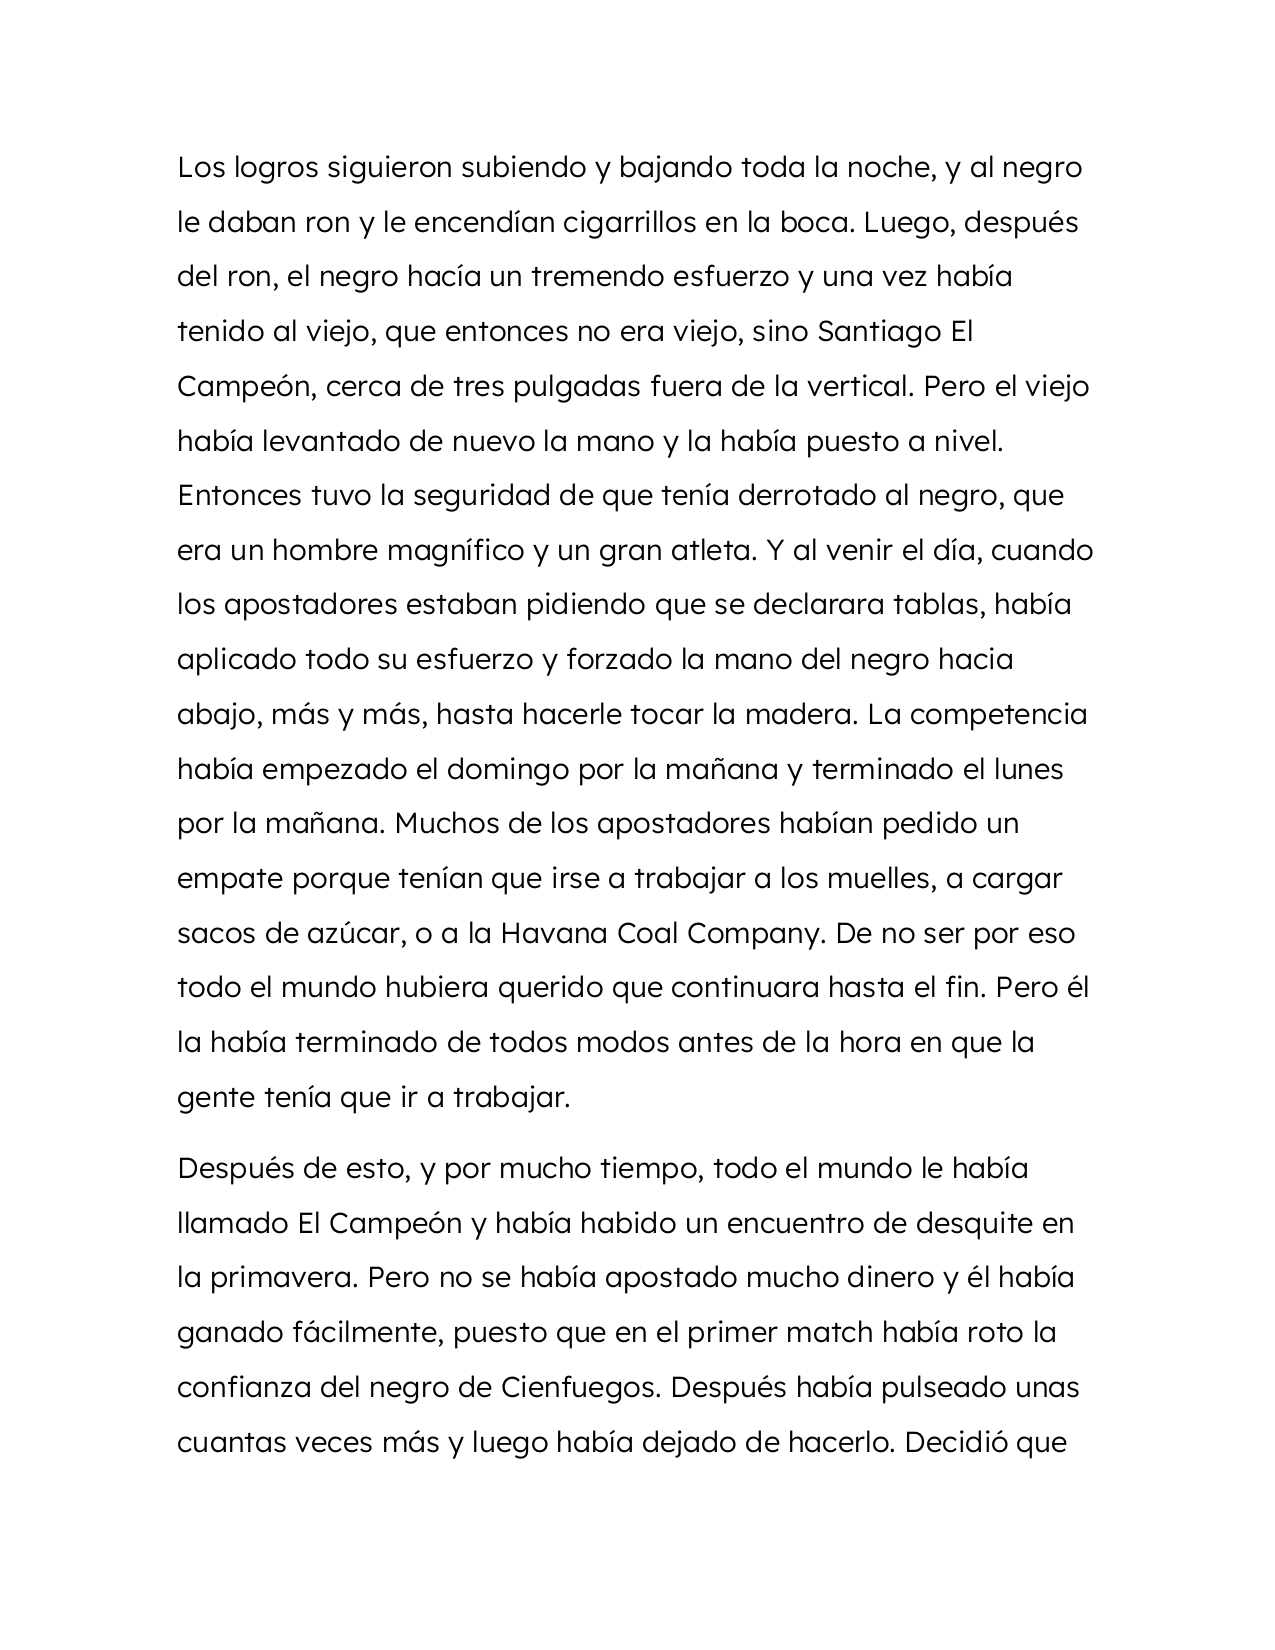 Los logros siguieron subiendo y bajando toda la noche, y al negro
le daban ron y le encendían cigarrillos en la boca. Luego, después
del ron, el negro hacía un tremendo esfuerzo y una vez había
tenido al viejo, que entonces no era viejo, sino Santiago El
Campeón, cerca de tres pulgadas fuera de la vertical. Pero el viejo
había levantado de nuevo la mano y la había puesto a nivel.
Entonces tuvo la seguridad de que tenía derrotado al negro, que
era un hombre magnífico y un gran atleta. Y al venir el día, cuando
los apostadores estaban pidiendo que se declarara tablas, había
aplicado todo su esfuerzo y forzado la mano del negro hacia
abajo, más y más, hasta hacerle tocar la madera. La competencia
había empezado el domingo por la mañana y terminado el lunes
por la mañana. Muchos de los apostadores habían pedido un
empate porque tenían que irse a trabajar a los muelles, a cargar
sacos de azúcar, o a la Havana Coal Company. De no ser por eso
todo el mundo hubiera querido que continuara hasta el fin. Pero él
la había terminado de todos modos antes de la hora en que la
gente tenía que ir a trabajar.
Después de esto, y por mucho tiempo, todo el mundo le había
llamado El Campeón y había habido un encuentro de desquite en
la primavera. Pero no se había apostado mucho dinero y él había
ganado fácilmente, puesto que en el primer match había roto la
confianza del negro de Cienfuegos. Después había pulseado unas
cuantas veces más y luego había dejado de hacerlo. Decidió que